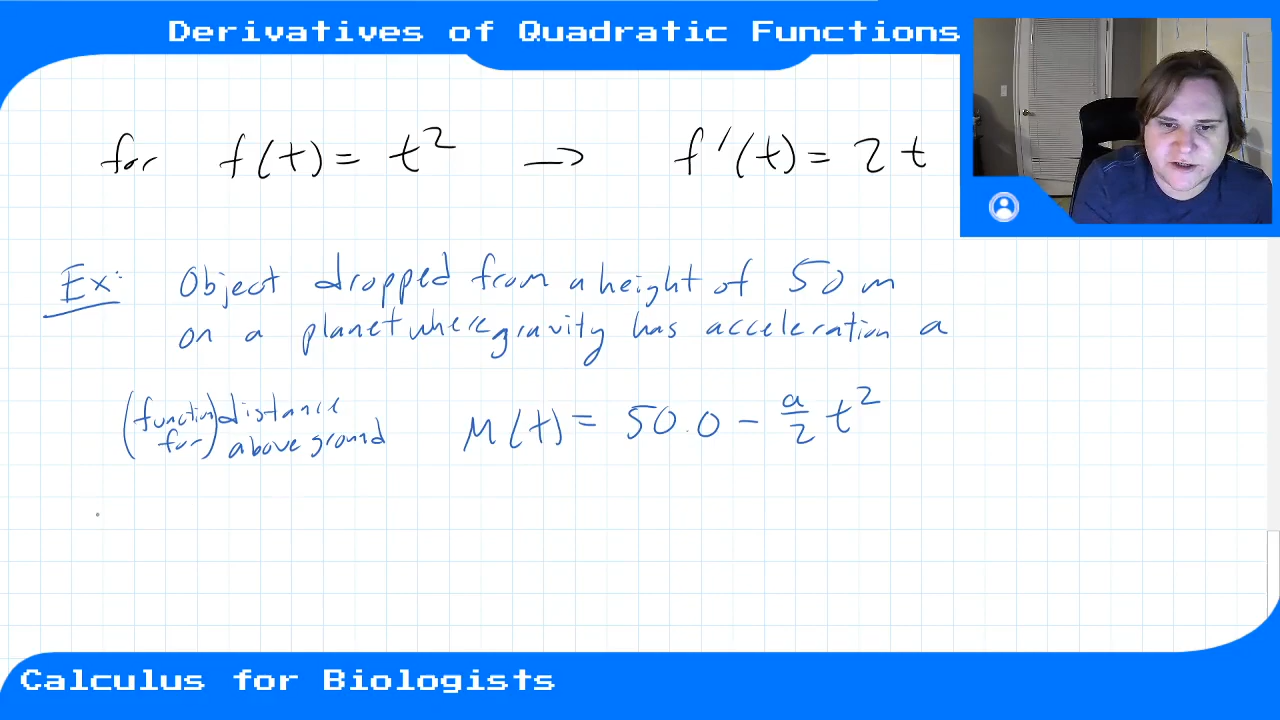 Derivatives of Quadratic Functions
for f(t) = t² → f'(t) = 2t
Ex: Object dropped from a height of 50 m
on a planet where gravity has acceleration a
(function for) distance above ground M(t) = 50.0 - a/2 t²
Calculus for Biologists